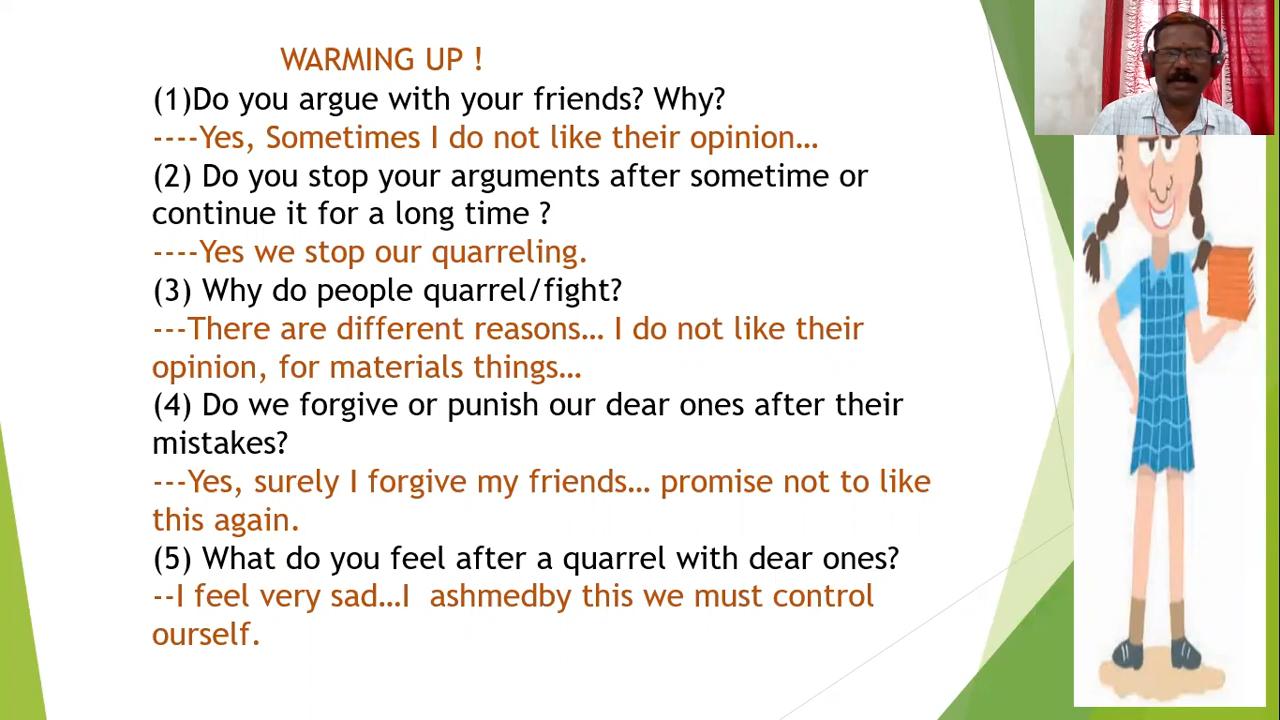 WARMING UP !
(1)Do you argue with your friends? Why?
----Yes, Sometimes I do not like their opinion…
(2) Do you stop your arguments after sometime or
continue it for a long time ?
----Yes we stop our quarreling.
(3) Why do people quarrel/fight?
---There are different reasons… I do not like their
opinion, for materials things…
(4) Do we forgive or punish our dear ones after their
mistakes?
---Yes, surely I forgive my friends… promise not to like
this again.
(5) What do you feel after a quarrel with dear ones?
--I feel very sad…I  ashmedby this we must control
ourself.